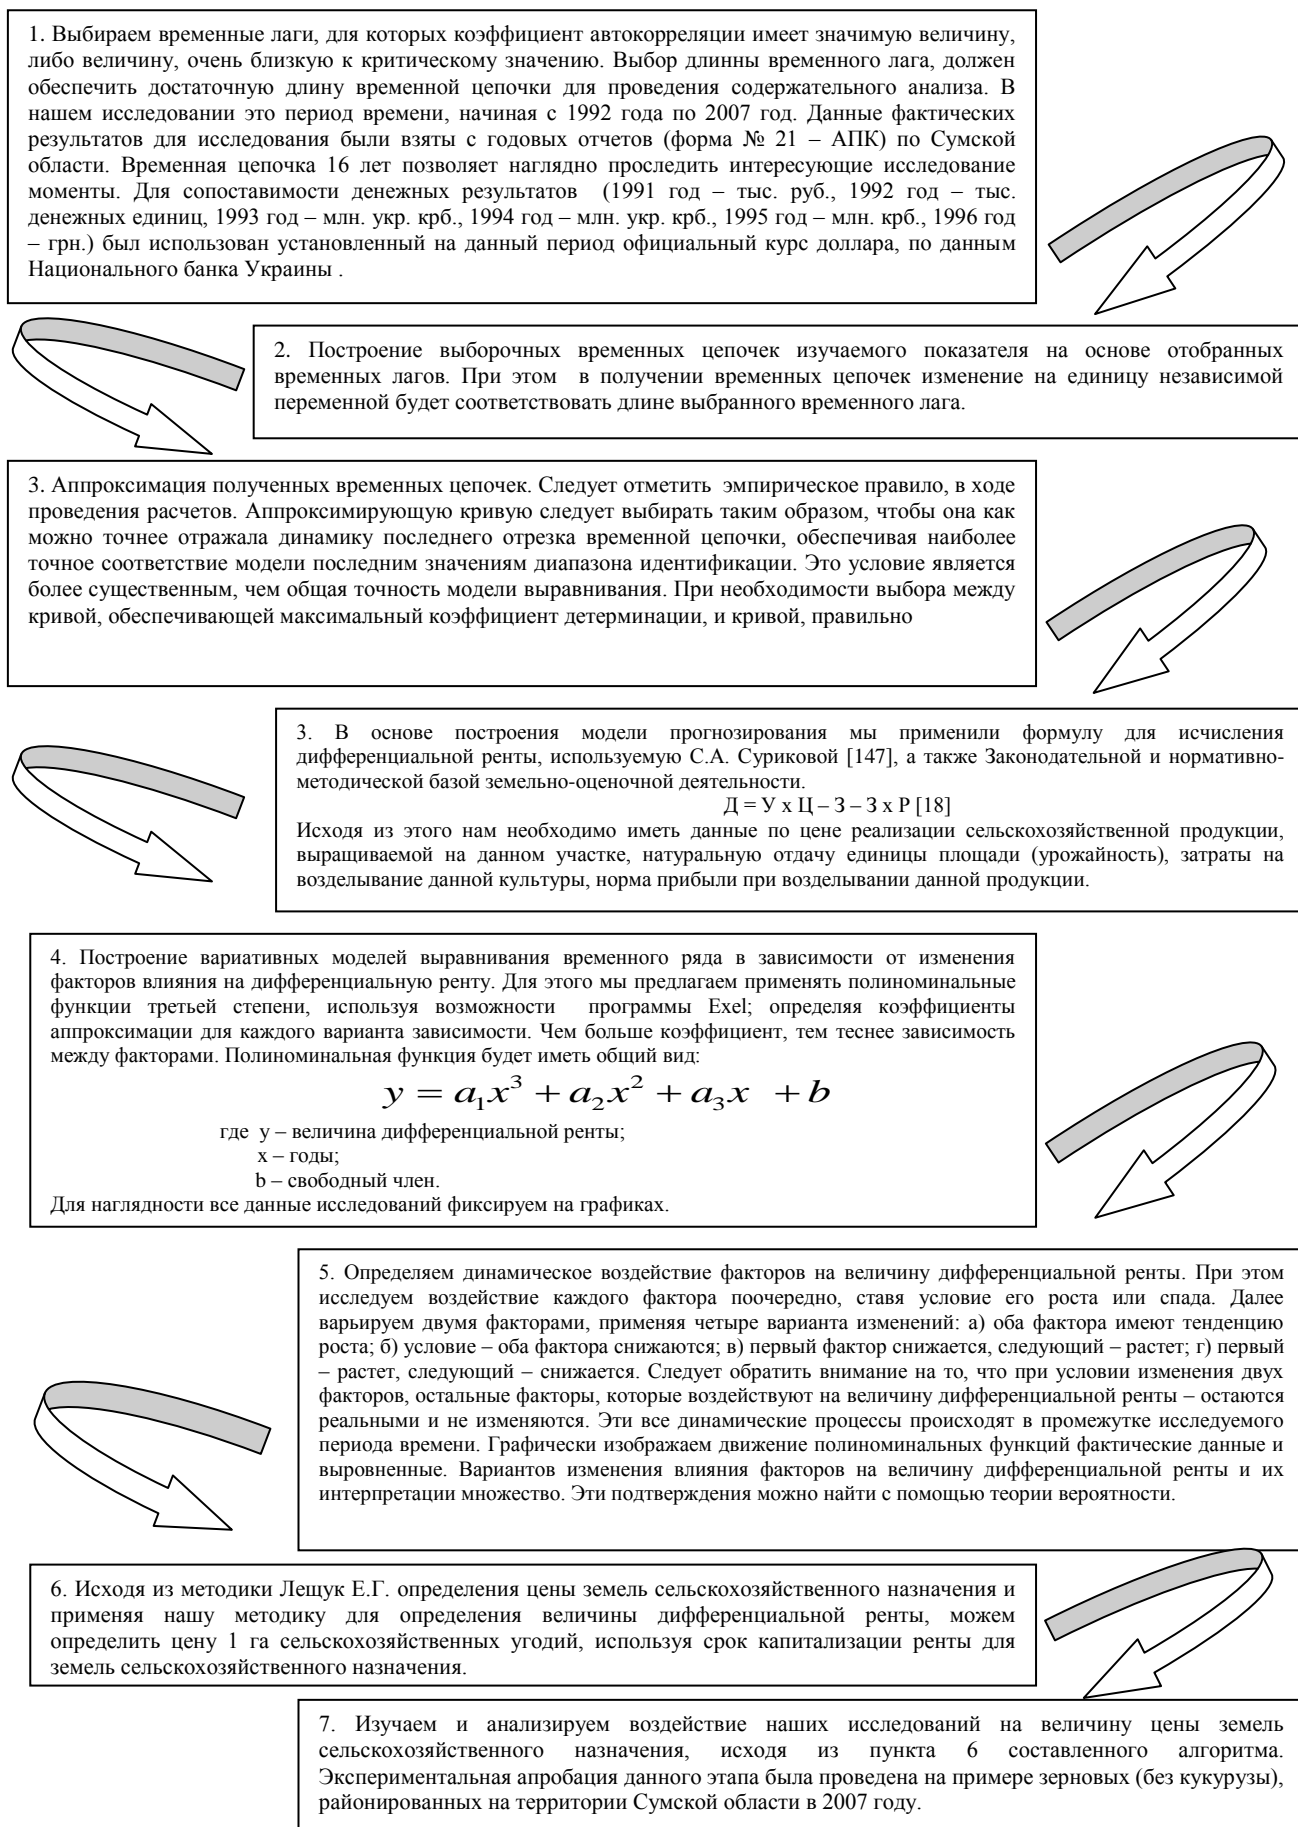 1. Выбираем временные лаги, для которых коэффициент автокорреляции имеет значимую величину,
либо величину, очень близкую к критическому значению. Выбор длинны временного лага, должен
обеспечить достаточную длину временной цепочки для проведения содержательного анализа. В
нашем исследовании это период времени, начиная с 1992 года по 2007 год. Данные фактических
результатов для исследования были взяты с годовых отчетов (форма № 21 – АПК) по Сумской
области. Временная цепочка 16 лет позволяет наглядно проследить интересующие исследование
моменты. Для сопоставимости денежных результатов (1991 год – тыс. руб., 1992 год – тыс.
денежных единиц, 1993 год – млн. укр. крб., 1994 год – млн. укр. крб., 1995 год – млн. крб., 1996 год
– грн.) был использован установленный на данный период официальный курс доллара, по данным
Национального банка Украины .
2. Построение выборочных временных цепочек изучаемого показателя на основе отобранных
временных лагов. При этом в получении временных цепочек изменение на единицу независимой
переменной будет соответствовать длине выбранного временного лага.
3. Аппроксимация полученных временных цепочек. Следует отметить эмпирическое правило, в ходе
проведения расчетов. Аппроксимирующую кривую следует выбирать таким образом, чтобы она как
можно точнее отражала динамику последнего отрезка временной цепочки, обеспечивая наиболее
точное соответствие модели последним значениям диапазона идентификации. Это условие является
более существенным, чем общая точность модели выравнивания. При необходимости выбора между
кривой, обеспечивающей максимальный коэффициент детерминации, и кривой, правильно
3. В основе построения модели прогнозирования мы применили формулу для исчисления
дифференциальной ренты, используемую С.А. Суриковой [147], а также Законодательной и нормативно-
методической базой земельно-оценочной деятельности.
Д = У х Ц – З – З х Р [18]
Исходя из этого нам необходимо иметь данные по цене реализации сельскохозяйственной продукции,
выращиваемой на данном участке, натуральную отдачу единицы площади (урожайность), затраты на
возделывание данной культуры, норма прибыли при возделывании данной продукции.
4. Построение вариативных моделей выравнивания временного ряда в зависимости от изменения
факторов влияния на дифференциальную ренту. Для этого мы предлагаем применять полиноминальные
функции третьей степени, используя возможности программы Exel; определяя коэффициенты
аппроксимации для каждого варианта зависимости. Чем больше коэффициент, тем теснее зависимость
между факторами. Полиноминальная функция будет иметь общий вид:
y = a₁x³ + a₂x² + a₃x + b
где у – величина дифференциальной ренты;
х – годы;
b – свободный член.
Для наглядности все данные исследований фиксируем на графиках.
5. Определяем динамическое воздействие факторов на величину дифференциальной ренты. При этом
исследуем воздействие каждого фактора поочередно, ставя условие его роста или спада. Далее
варьируем двумя факторами, применяя четыре варианта изменений: а) оба фактора имеют тенденцию
роста; б) условие – оба фактора снижаются; в) первый фактор снижается, следующий – растет; г) первый
– растет, следующий – снижается. Следует обратить внимание на то, что при условии изменения двух
факторов, остальные факторы, которые воздействуют на величину дифференциальной ренты – остаются
реальными и не изменяются. Эти все динамические процессы происходят в промежутке исследуемого
периода времени. Графически изображаем движение полиноминальных функций фактические данные и
выровненные. Вариантов изменения влияния факторов на величину дифференциальной ренты и их
интерпретации множество. Эти подтверждения можно найти с помощью теории вероятности.
6. Исходя из методики Лещук Е.Г. определения цены земель сельскохозяйственного назначения и
применяя нашу методику для определения величины дифференциальной ренты, можем
определить цену 1 га сельскохозяйственных угодий, используя срок капитализации ренты для
земель сельскохозяйственного назначения.
7. Изучаем и анализируем воздействие наших исследований на величину цены земель
сельскохозяйственного назначения, исходя из пункта 6 составленного алгоритма.
Экспериментальная апробация данного этапа была проведена на примере зерновых (без кукурузы),
районированных на территории Сумской области в 2007 году.